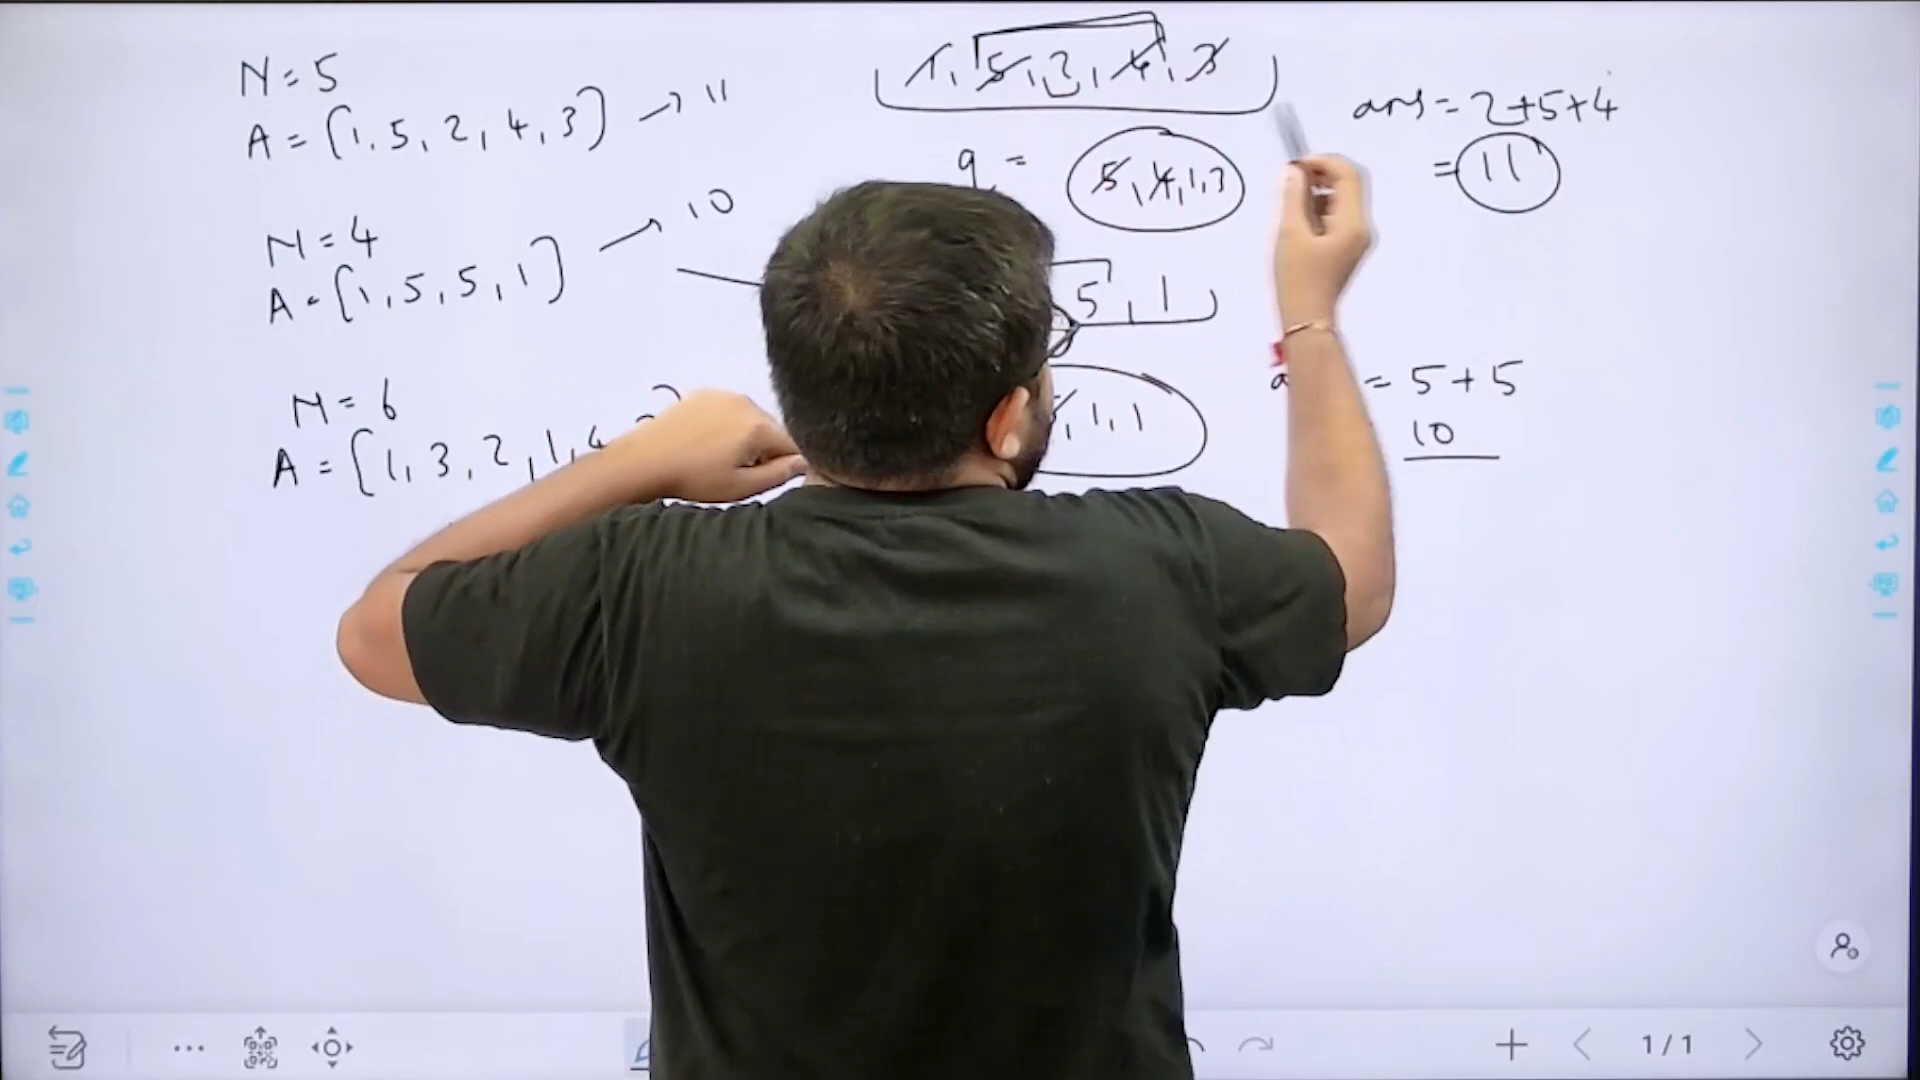 N = 5
A = [1, 5, 2, 4, 3] → 11
N = 4
A = [1, 5, 5, 1] → 10
N = 6
A = [1, 3, 2, 1, 4
1, 5, 2, 4, 3
q = 5, 4, 1, 3
ans = 2+5+4
= 11
5, 1
, 1, 1
= 5+5
10
1/1